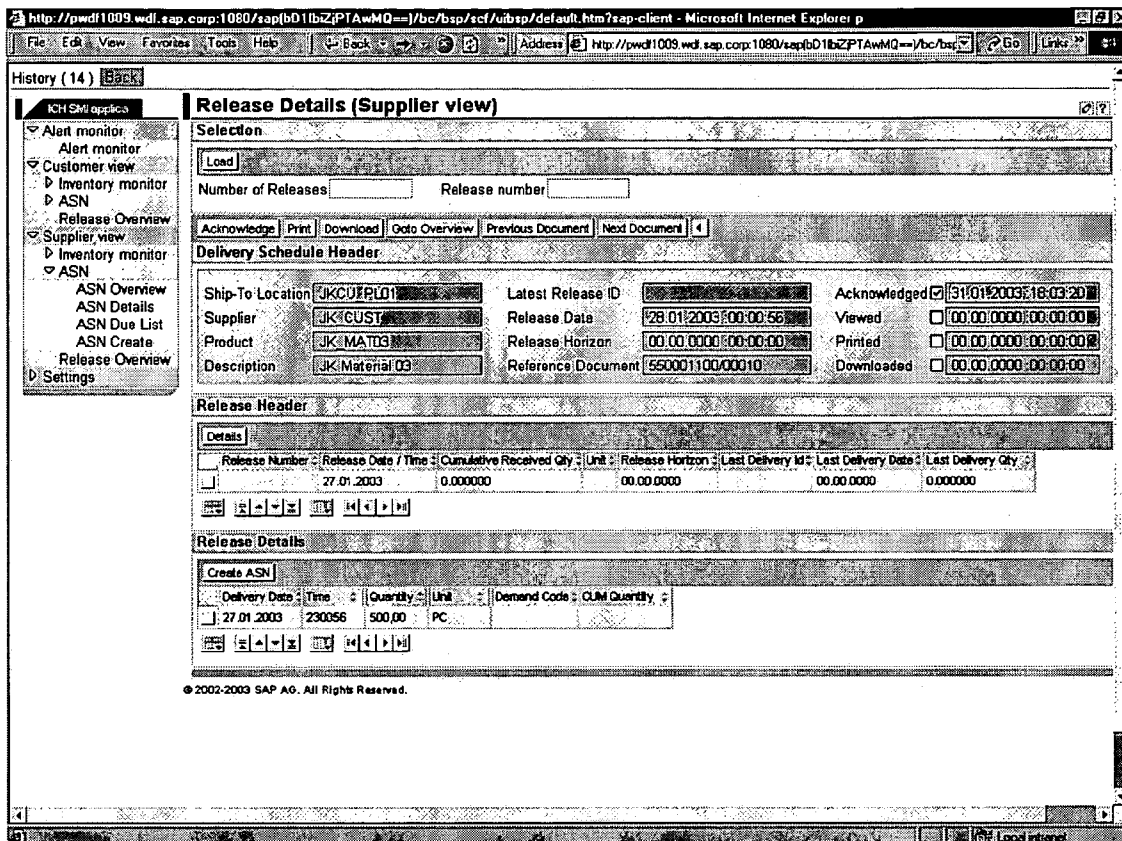 http://pwdf1009.wdf.sap.corp:1080/sap(bD1lbiZjPTAwMQ==)/bc/bsp/scf/uibsp/default.htm?sap-client - Microsoft Internet Explorer p
File Edit View Favorites Tools Help Back Address http://pwdf1009.wdf.sap.corp:1080/sap(bD1lbiZjPTAwMQ==)/bc/bsp Go Links
History ( 14 ) Back
ICH SMI applica
Alert monitor
Alert monitor
Customer view
Inventory monitor
ASN
Release Overview
Supplier view
Inventory monitor
ASN
ASN Overview
ASN Details
ASN Due List
ASN Create
Release Overview
Settings
Release Details (Supplier view)
Selection
Load
Number of Releases Release number
Acknowledge Print Download Goto Overview Previous Document Next Document
Delivery Schedule Header
Ship-To Location Latest Release ID Acknowledged 31.01.2003 18:03:20
Supplier JK CUST Release Date 28.01.2003 00:00:56 Viewed 00.00.0000 00:00:00
Product JK MAT03 Release Horizon 00.00.0000 00:00:00 Printed 00.00.0000 00:00:00
Description JK Material 03 Reference Document 550001100/00010 Downloaded 00.00.0000 00:00:00
Release Header
Details
Release Number Release Date / Time Cumulative Received Qty Unit Release Horizon Last Delivery Id Last Delivery Date Last Delivery Qty
27.01.2003 0.000000 00.00.0000 00.00.0000 0.000000
Release Details
Create ASN
Delivery Date Time Quantity Unit Demand Code CUM Quantity
27.01.2003 230056 500,00 PC
© 2002-2003 SAP AG. All Rights Reserved.
Local intranet